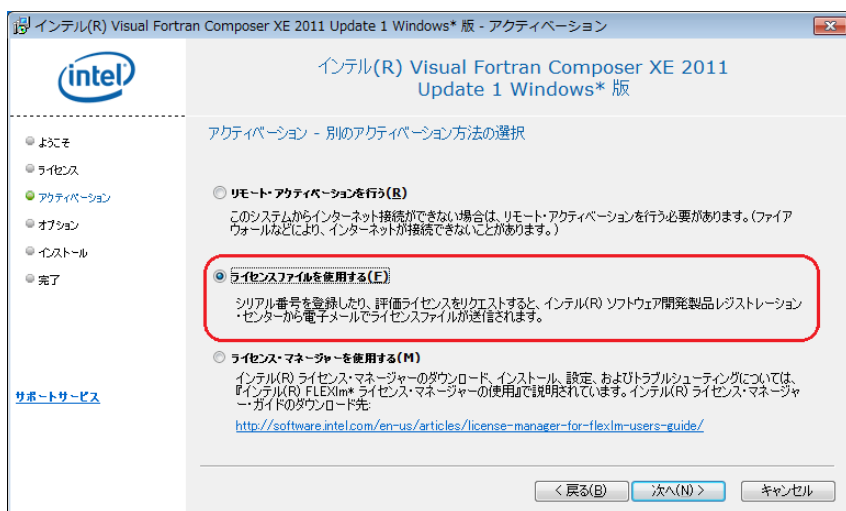 インテル(R) Visual Fortran Composer XE 2011 Update 1 Windows* 版 - アクティベーション
intel
インテル(R) Visual Fortran Composer XE 2011
Update 1 Windows* 版
ようこそ
ライセンス
アクティベーション
オプション
インストール
完了
サポートサービス
アクティベーション - 別のアクティベーション方法の選択
リモート・アクティベーションを行う(R)
このシステムからインターネット接続ができない場合は、リモート・アクティベーションを行う必要があります。(ファイア
ウォールなどにより、インターネットが接続できないことがあります。)
ライセンスファイルを使用する(F)
シリアル番号を登録したり、評価ライセンスをリクエストすると、インテル(R) ソフトウェア開発製品レジストレーション
・センターから電子メールでライセンスファイルが送信されます。
ライセンス・マネージャーを使用する(M)
インテル(R) ライセンス・マネージャーのダウンロード、インストール、設定、およびトラブルシューティングについては、
『インテル(R) FLEXlm* ライセンス・マネージャーの使用』で説明されています。インテル(R) ライセンス・マネージャ
ー・ガイドのダウンロード先:
http://software.intel.com/en-us/articles/license-manager-for-flexlm-users-guide/
< 戻る(B)
次へ(N) >
キャンセル